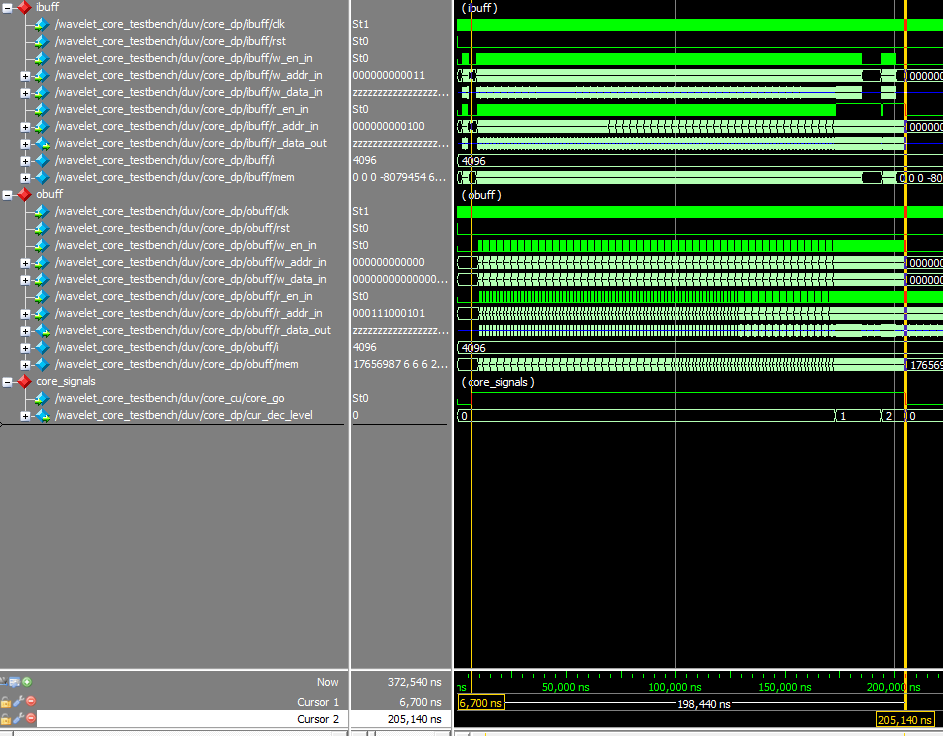 ibuff ( ibuff )
/wavelet_core_testbench/duv/core_dp/ibuff/clk St1
/wavelet_core_testbench/duv/core_dp/ibuff/rst St0
/wavelet_core_testbench/duv/core_dp/ibuff/w_en_in St0
/wavelet_core_testbench/duv/core_dp/ibuff/w_addr_in 000000000011 000000
/wavelet_core_testbench/duv/core_dp/ibuff/w_data_in zzzzzzzzzzzzzzzzz...
/wavelet_core_testbench/duv/core_dp/ibuff/r_en_in St0
/wavelet_core_testbench/duv/core_dp/ibuff/r_addr_in 000000000100 000000
/wavelet_core_testbench/duv/core_dp/ibuff/r_data_out zzzzzzzzzzzzzzzzz...
/wavelet_core_testbench/duv/core_dp/ibuff/i 4096 4096
/wavelet_core_testbench/duv/core_dp/ibuff/mem 0 0 0 -8079454 6... 0 0 0 -80
obuff ( obuff )
/wavelet_core_testbench/duv/core_dp/obuff/clk St1
/wavelet_core_testbench/duv/core_dp/obuff/rst St0
/wavelet_core_testbench/duv/core_dp/obuff/w_en_in St0
/wavelet_core_testbench/duv/core_dp/obuff/w_addr_in 000000000000 000000
/wavelet_core_testbench/duv/core_dp/obuff/w_data_in 00000000000000... 000000
/wavelet_core_testbench/duv/core_dp/obuff/r_en_in St0
/wavelet_core_testbench/duv/core_dp/obuff/r_addr_in 000111000101
/wavelet_core_testbench/duv/core_dp/obuff/r_data_out zzzzzzzzzzzzzzzzz...
/wavelet_core_testbench/duv/core_dp/obuff/i 4096 4096
/wavelet_core_testbench/duv/core_dp/obuff/mem 17656987 6 6 6 2... 176569
core_signals ( core_signals )
/wavelet_core_testbench/duv/core_cu/core_go St0
/wavelet_core_testbench/duv/core_dp/cur_dec_level 0 0 1 2 0
Now 372,540 ns ns 50,000 ns 100,000 ns 150,000 ns 200,000 ns
Cursor 1 6,700 ns 6,700 ns 198,440 ns
Cursor 2 205,140 ns 205,140 ns